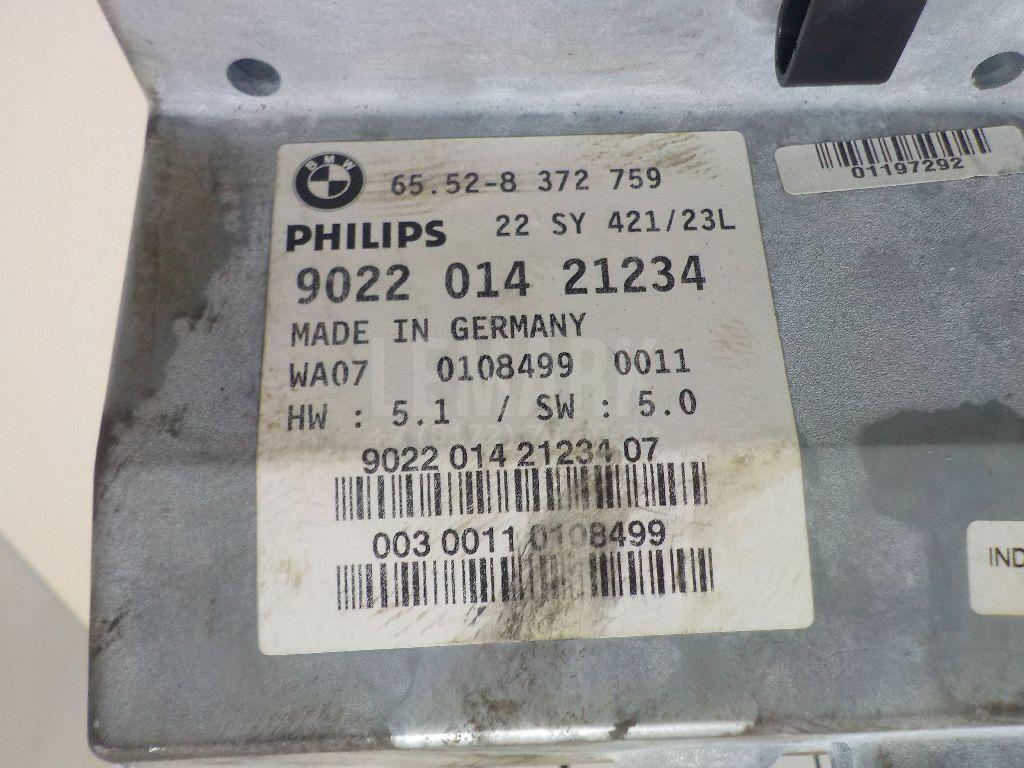 BMW
65.52-8 372 759
01197292
PHILIPS 22 SY 421/23L
9022 014 21234
MADE IN GERMANY
WA07 0108499 0011
HW : 5.1 / SW : 5.0
9022 014 21234 07
003 0011 0108499
IND